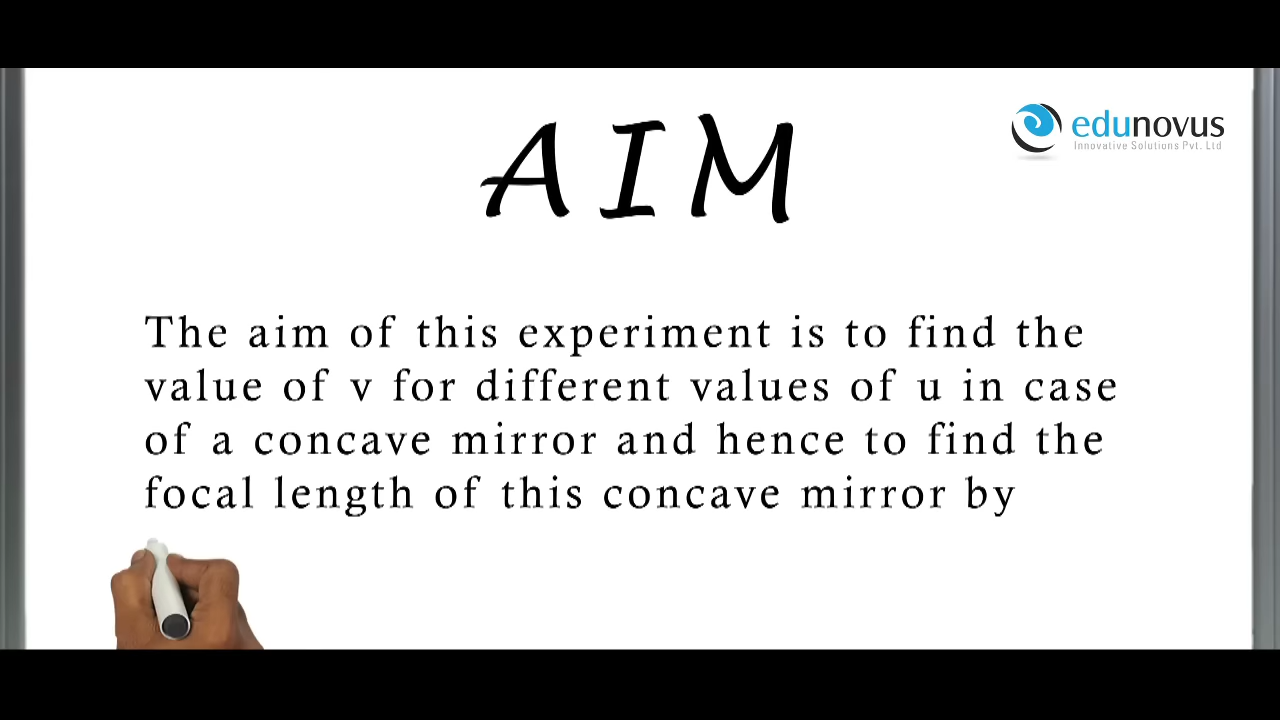 AIM
edunovus
Innovative Solutions Pvt. Ltd
The aim of this experiment is to find the
value of v for different values of u in case
of a concave mirror and hence to find the
focal length of this concave mirror by